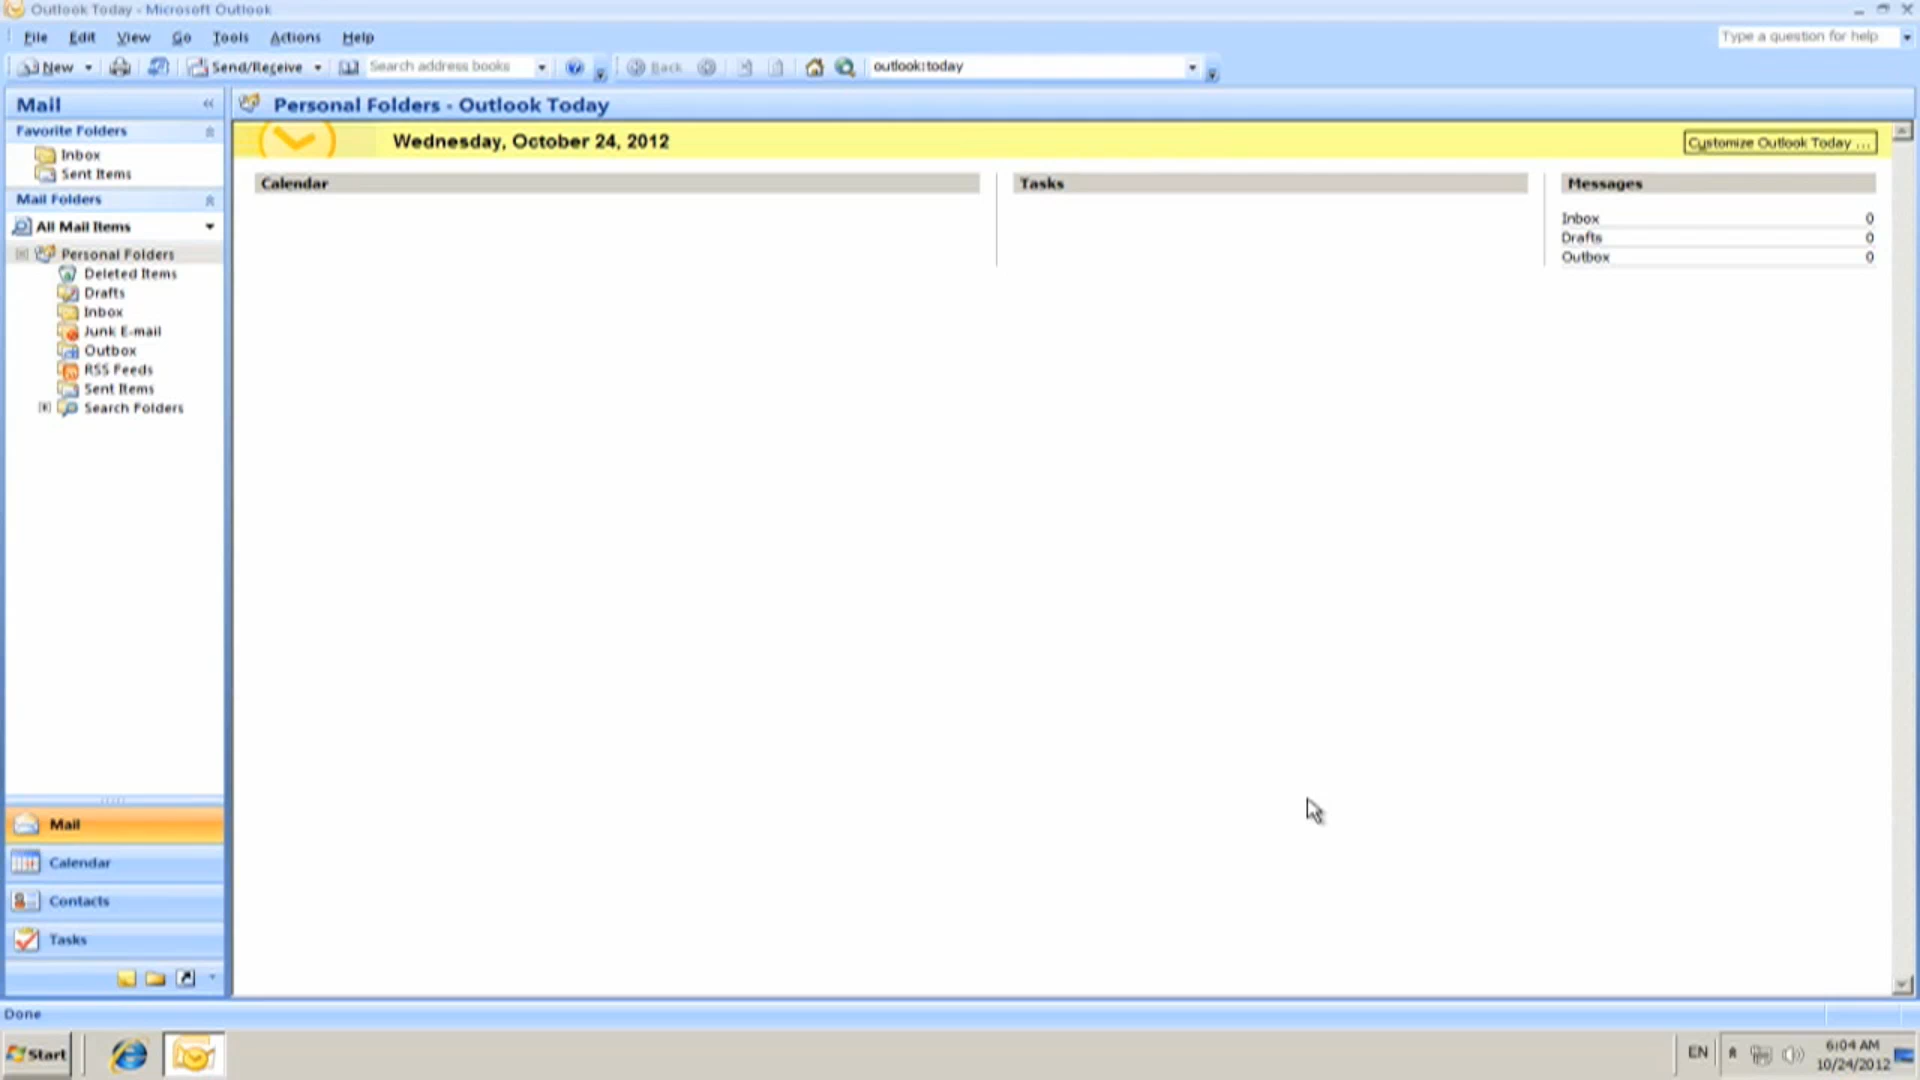 Outlook Today - Microsoft Outlook
File Edit View Go Tools Actions Help
Type a question for help
New
Send/Receive
Search address books
Back
outlook:today
Mail
Personal Folders - Outlook Today
Favorite Folders
Inbox
Sent Items
Mail Folders
All Mail Items
Personal Folders
Deleted Items
Drafts
Inbox
Junk E-mail
Outbox
RSS Feeds
Sent Items
Search Folders
Wednesday, October 24, 2012
Customize Outlook Today ...
Calendar
Tasks
Messages
Inbox 0
Drafts 0
Outbox 0
Mail
Calendar
Contacts
Tasks
Done
Start
EN
6:04 AM
10/24/2012